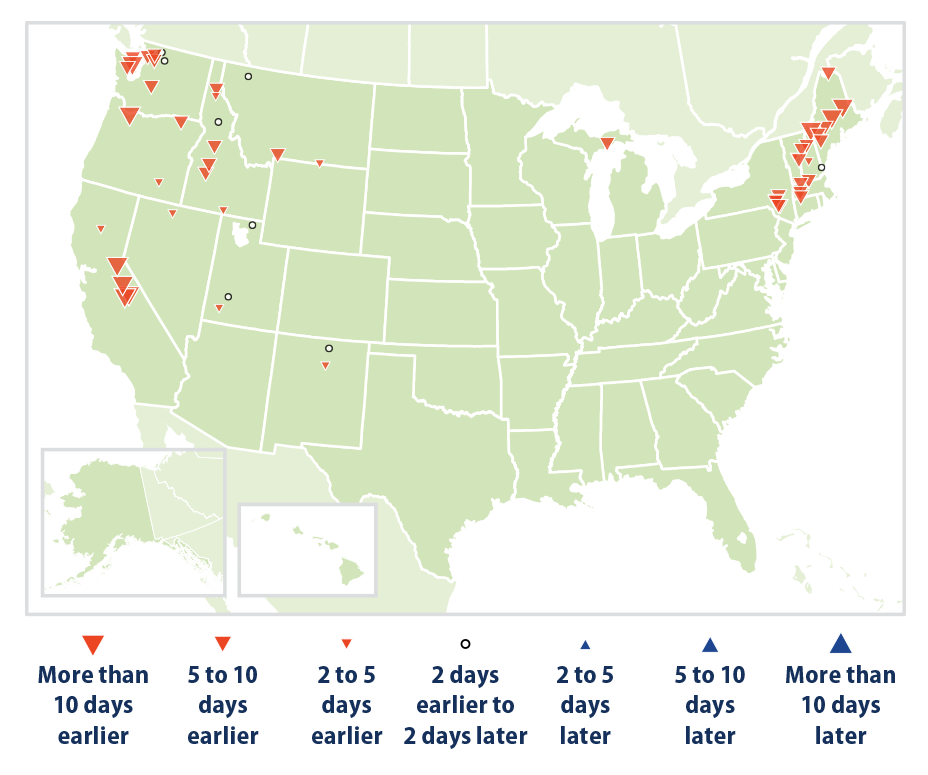 More than
10 days
earlier
5 to 10
days
earlier
2 to 5
days
earlier
2 days
earlier to
2 days later
2 to 5
days
later
5 to 10
days
later
More than
10 days
later